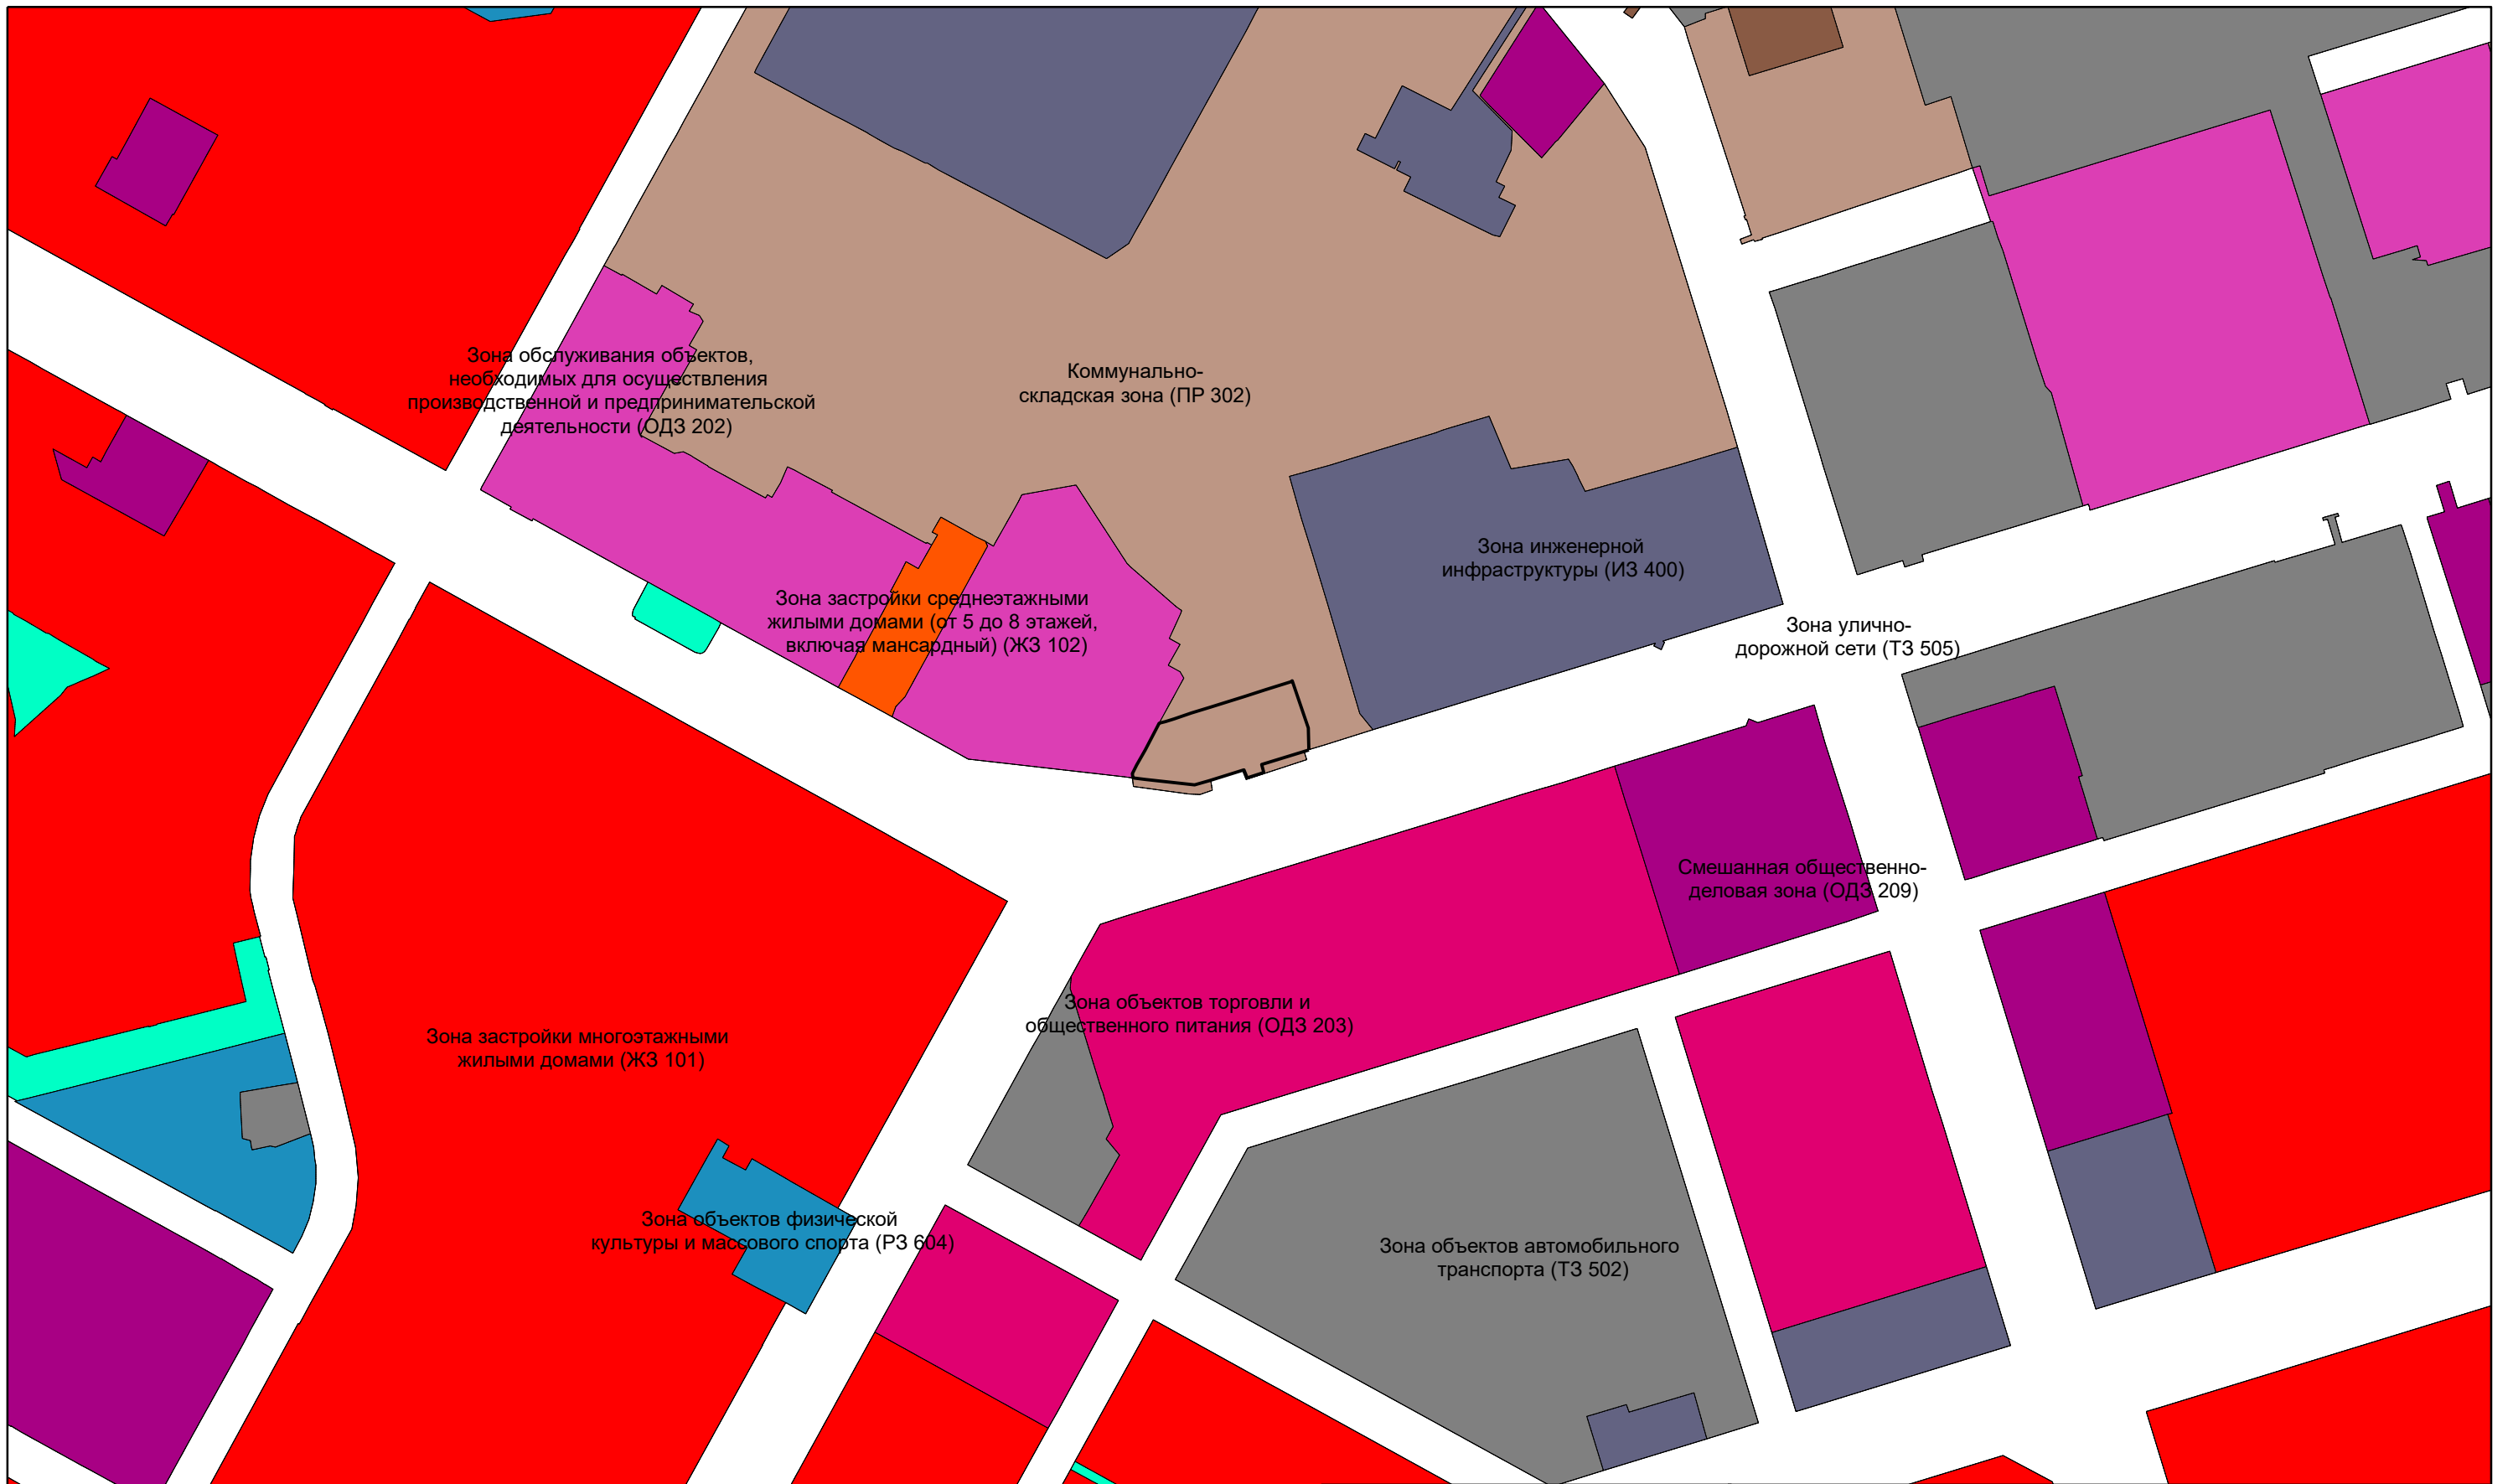 Зона обслуживания объектов,
необходимых для осуществления
производственной и предпринимательской
деятельности (ОДЗ 202)
Коммунально-
складская зона (ПР 302)
Зона инженерной
инфраструктуры (ИЗ 400)
Зона застройки среднеэтажными
жилыми домами (от 5 до 8 этажей,
включая мансардный) (ЖЗ 102)
Зона улично-
дорожной сети (ТЗ 505)
Смешанная общественно-
деловая зона (ОДЗ 209)
Зона объектов торговли и
общественного питания (ОДЗ 203)
Зона застройки многоэтажными
жилыми домами (ЖЗ 101)
Зона объектов физической
культуры и массового спорта (РЗ 604)
Зона объектов автомобильного
транспорта (ТЗ 502)